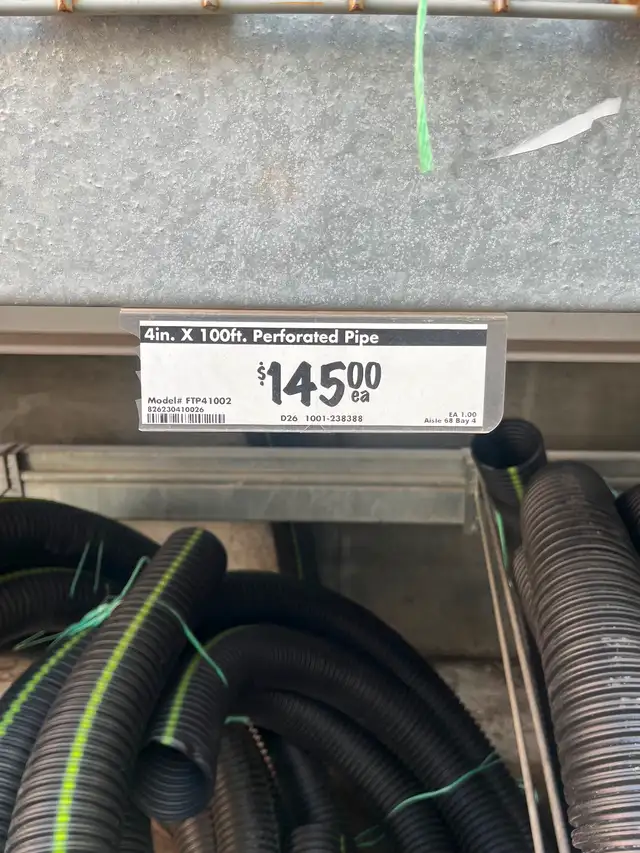 4in. X 100ft. Perforated Pipe
$145 00 ea
Model# FTP41002
826230410026
D26 1001-238388
EA 1.00
Aisle 68 Bay 4